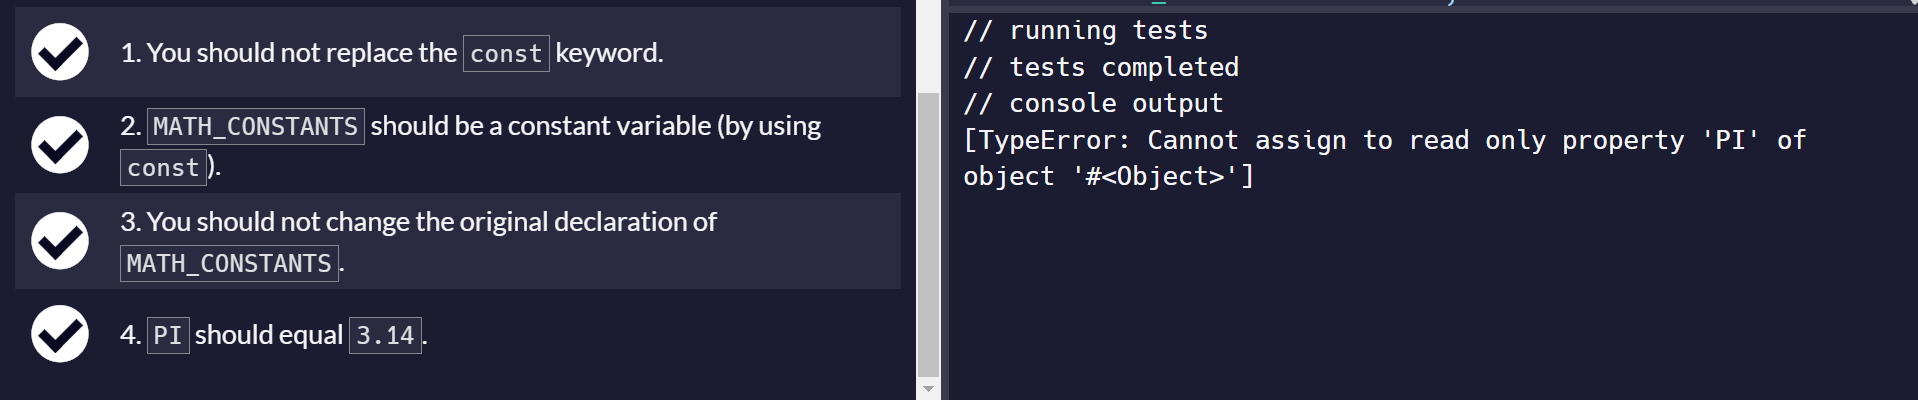 1. You should not replace the const keyword.
2. MATH_CONSTANTS should be a constant variable (by using
const).
3. You should not change the original declaration of
MATH_CONSTANTS.
4. PI should equal 3.14.
// running tests
// tests completed
// console output
[TypeError: Cannot assign to read only property 'PI' of
object '#<Object>']